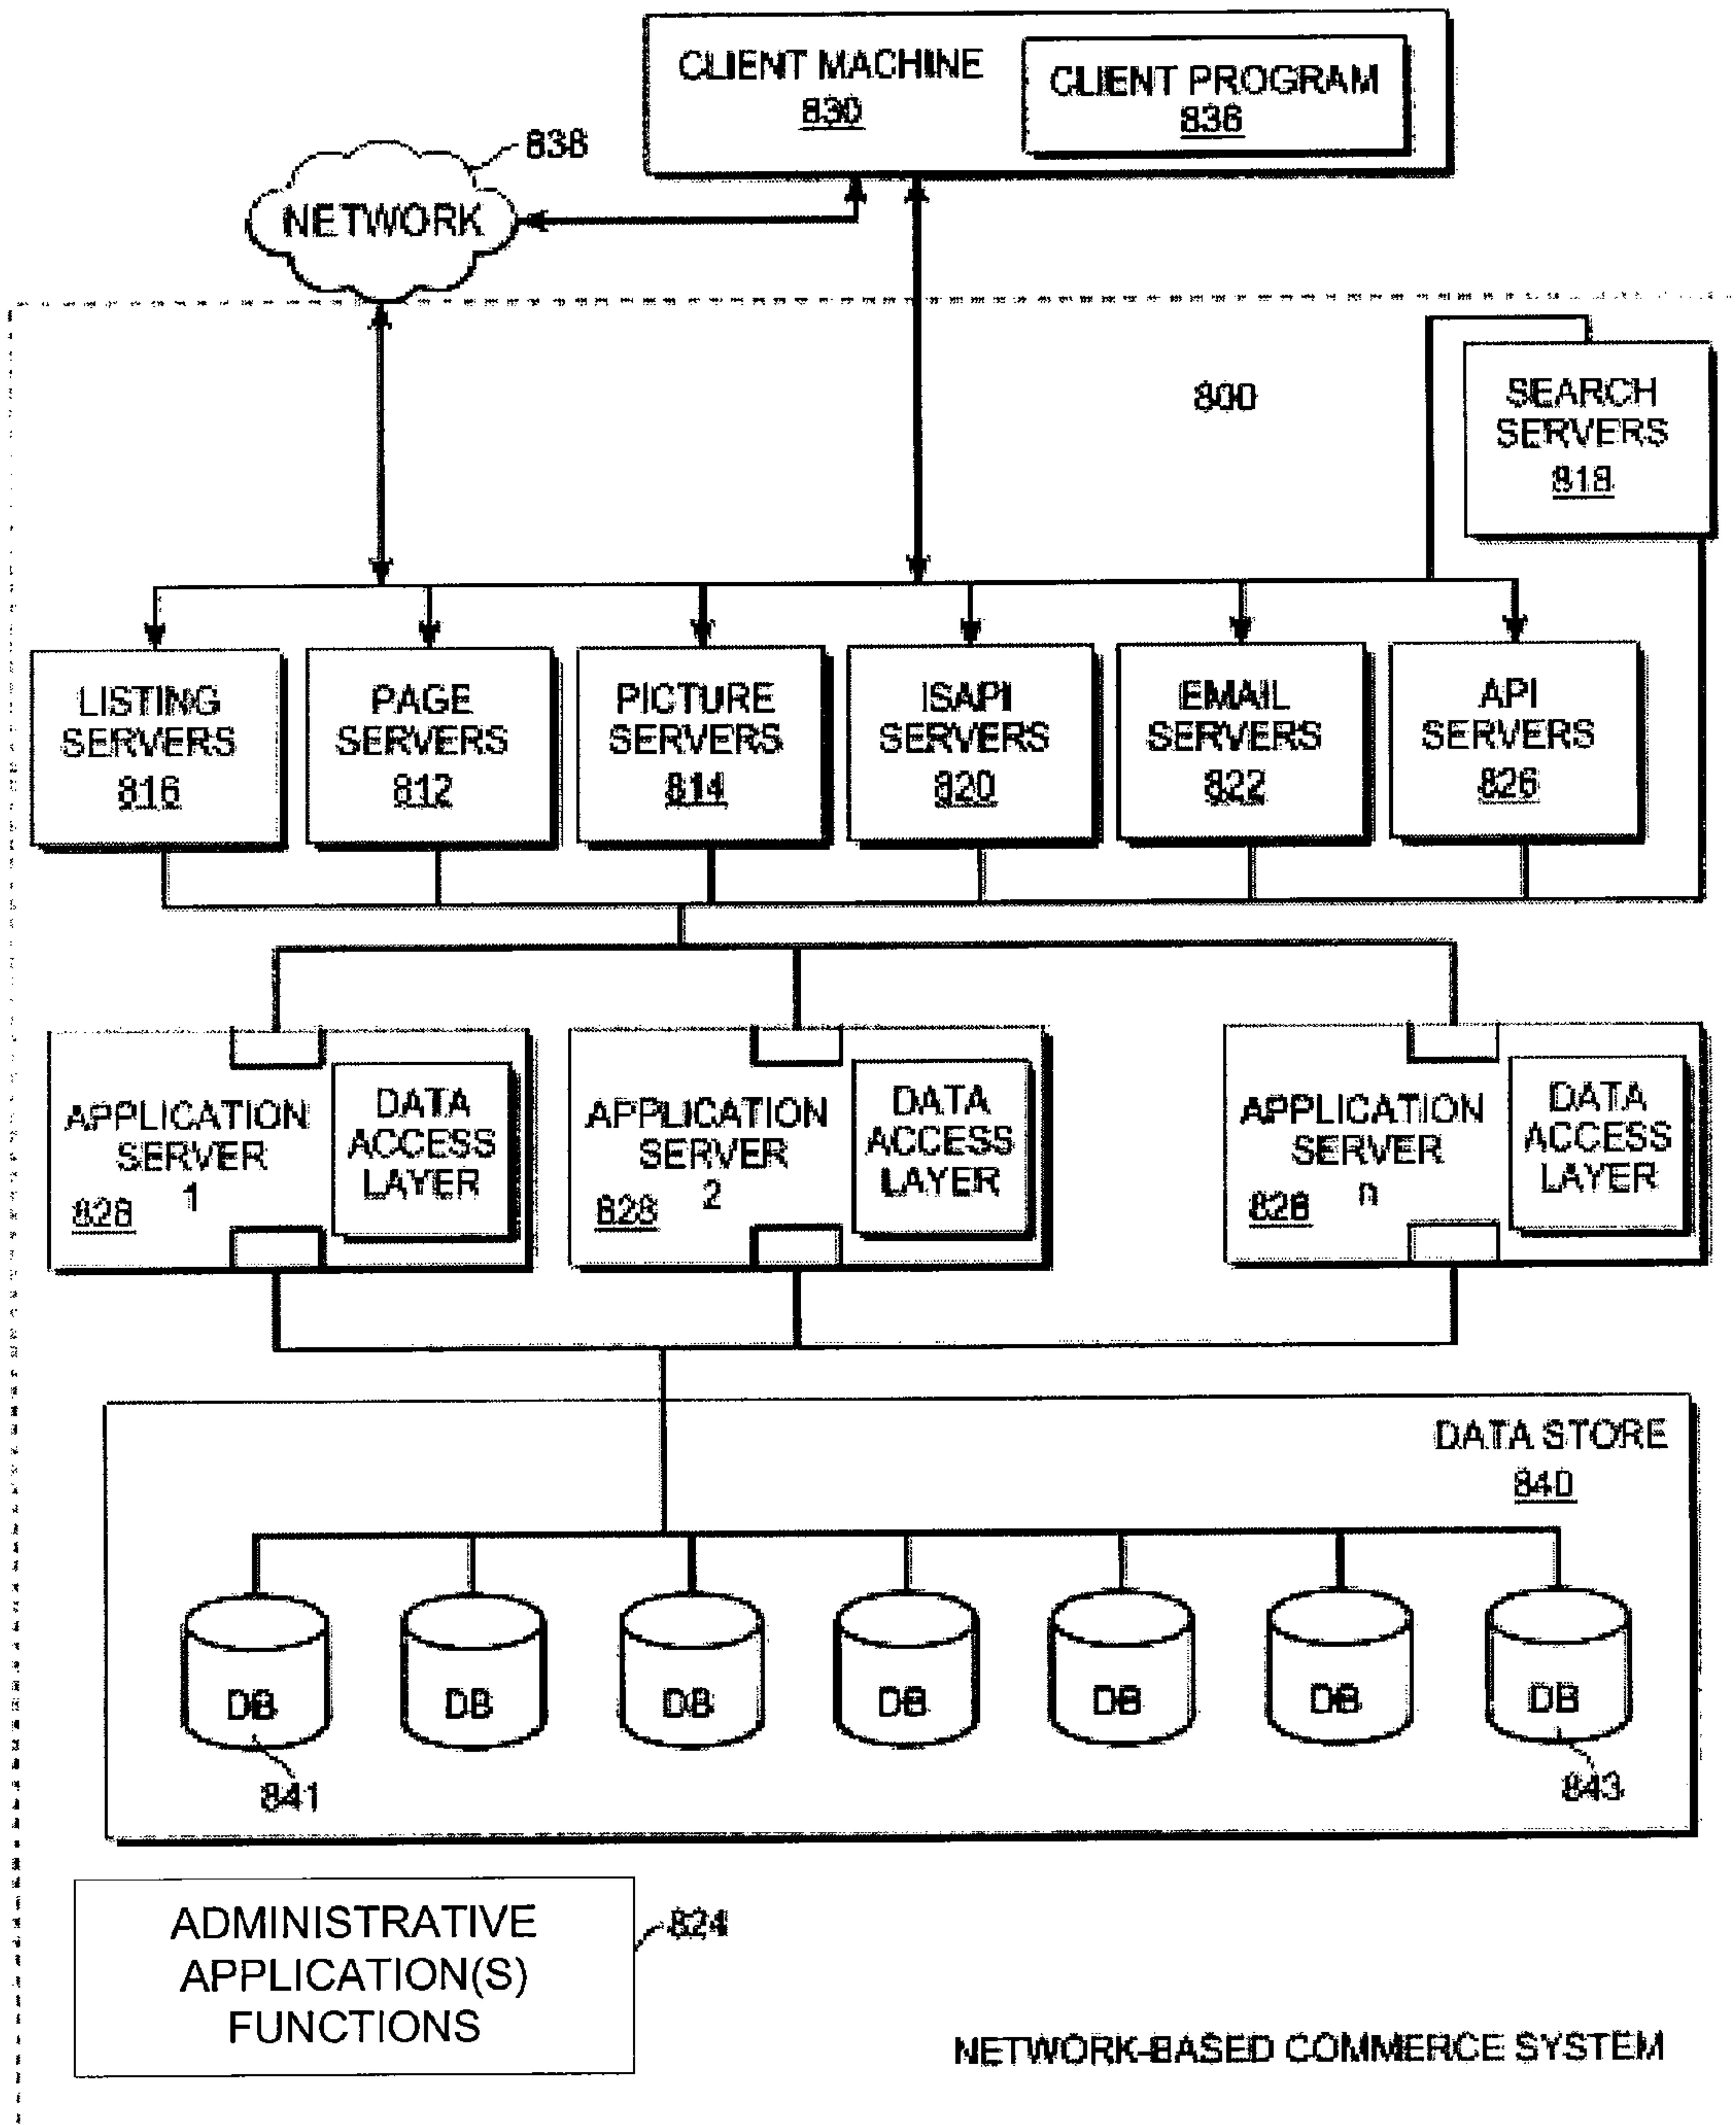 CLIENT MACHINE
830
CLIENT PROGRAM
836
838
NETWORK
800
SEARCH
SERVERS
818
LISTING
SERVERS
816
PAGE
SERVERS
812
PICTURE
SERVERS
814
ISAPI
SERVERS
820
EMAIL
SERVERS
822
API
SERVERS
826
APPLICATION
SERVER
1
828
DATA
ACCESS
LAYER
APPLICATION
SERVER
2
828
DATA
ACCESS
LAYER
APPLICATION
SERVER
n
828
DATA
ACCESS
LAYER
DATA STORE
840
DB
DB
DB
DB
DB
DB
DB
841
843
ADMINISTRATIVE
APPLICATION(S)
FUNCTIONS
824
NETWORK-BASED COMMERCE SYSTEM